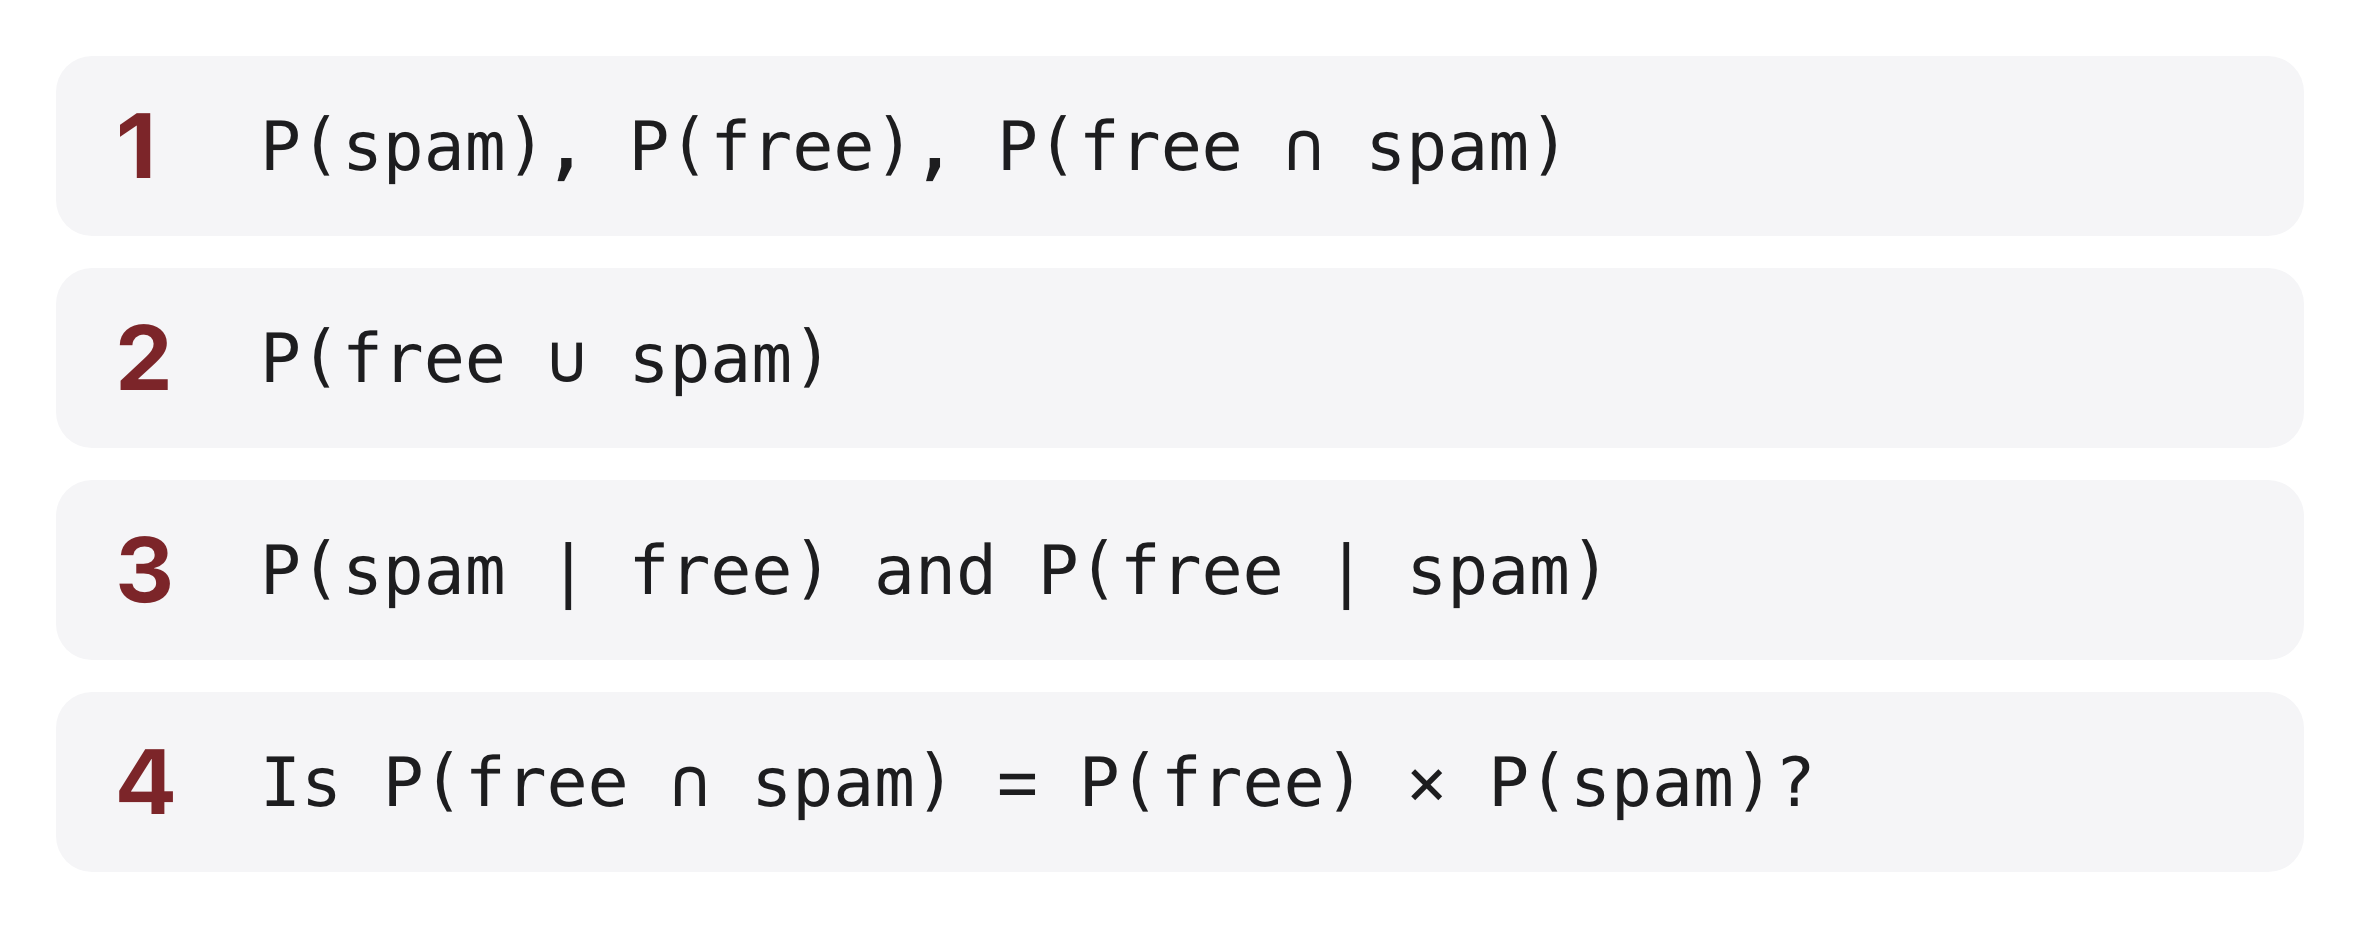 1 P(spam), P(free), P(free ∩ spam)
2 P(free ∪ spam)
3 P(spam | free) and P(free | spam)
4 Is P(free ∩ spam) = P(free) × P(spam)?